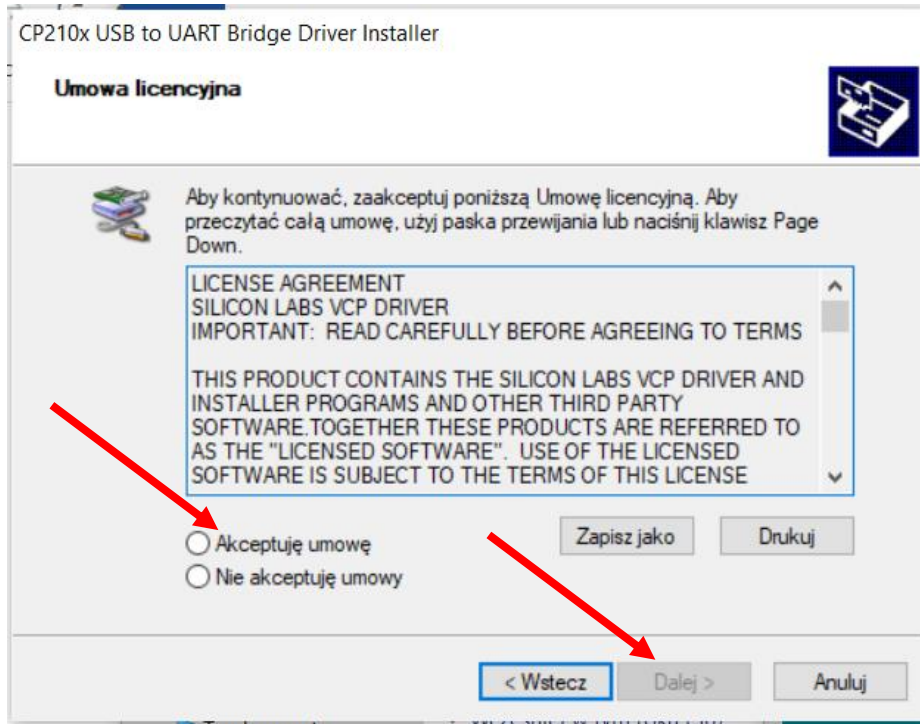 CP210x USB to UART Bridge Driver Installer
Umowa licencyjna
Aby kontynuować, zaakceptuj poniższą Umowę licencyjną. Aby
przeczytać całą umowę, użyj paska przewijania lub naciśnij klawisz Page
Down.
LICENSE AGREEMENT
SILICON LABS VCP DRIVER
IMPORTANT: READ CAREFULLY BEFORE AGREEING TO TERMS
THIS PRODUCT CONTAINS THE SILICON LABS VCP DRIVER AND
INSTALLER PROGRAMS AND OTHER THIRD PARTY
SOFTWARE.TOGETHER THESE PRODUCTS ARE REFERRED TO
AS THE "LICENSED SOFTWARE". USE OF THE LICENSED
SOFTWARE IS SUBJECT TO THE TERMS OF THIS LICENSE
Akceptuję umowę
Zapisz jako
Drukuj
Nie akceptuję umowy
< Wstecz
Dalej >
Anuluj